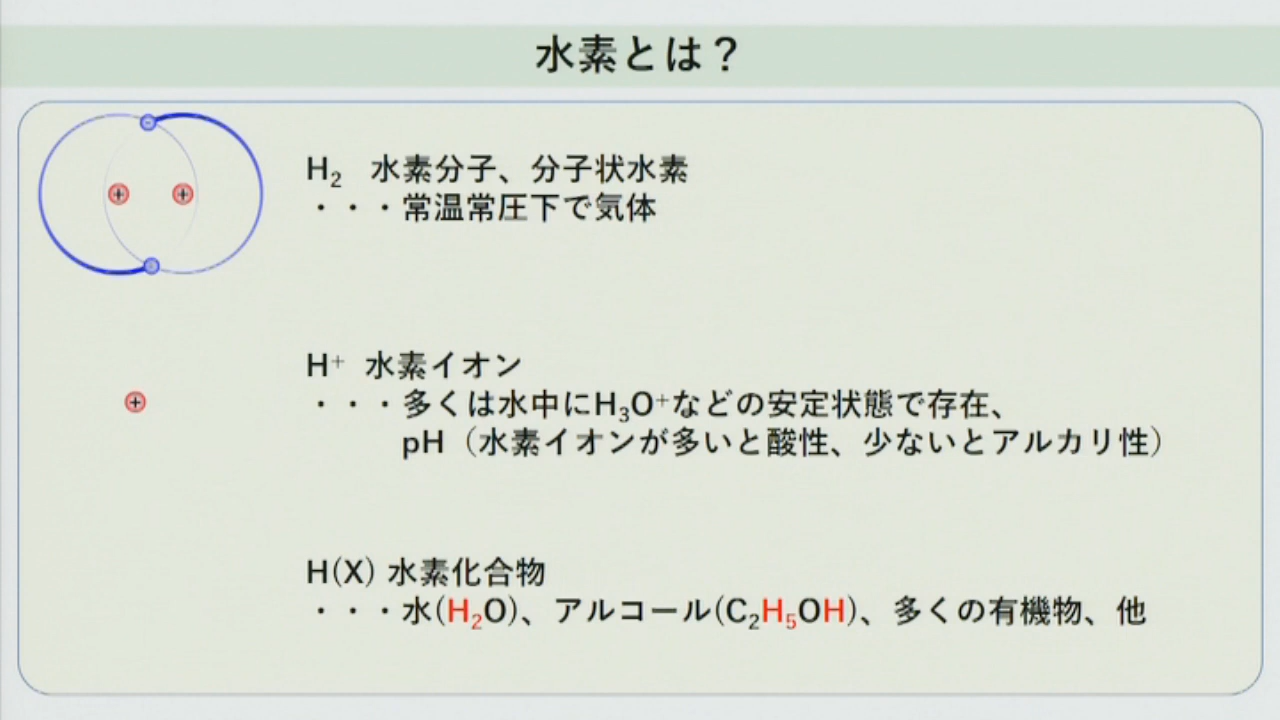 水素とは？
H₂ 水素分子、分子状水素
・・・常温常圧下で気体
H⁺ 水素イオン
・・・多くは水中にH₃O⁺などの安定状態で存在、
pH（水素イオンが多いと酸性、少ないとアルカリ性）
H(X) 水素化合物
・・・水(H₂O)、アルコール(C₂H₅OH)、多くの有機物、他